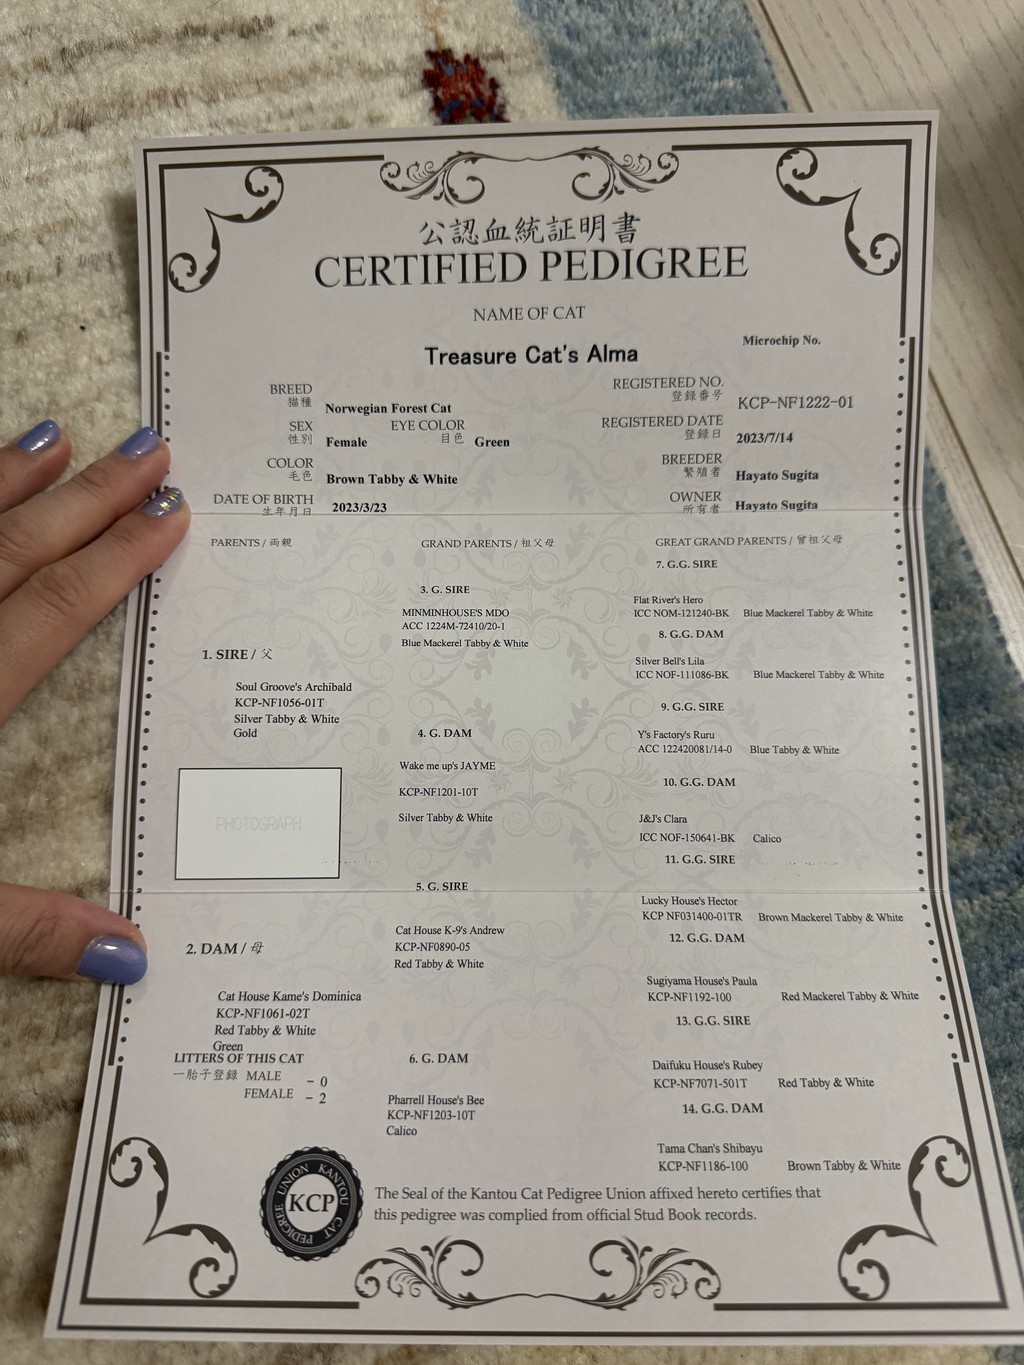 公認血統証明書
CERTIFIED PEDIGREE
NAME OF CAT
Treasure Cat's Alma
Microchip No.
BREED
猫種
Norwegian Forest Cat
REGISTERED NO.
登録番号
KCP-NF1222-01
SEX
性別
Female
EYE COLOR
目色
Green
REGISTERED DATE
登録日
2023/7/14
COLOR
毛色
Brown Tabby & White
BREEDER
繁殖者
Hayato Sugita
DATE OF BIRTH
生年月日
2023/3/23
OWNER
所有者
Hayato Sugita
PARENTS / 両親
GRAND PARENTS / 祖父母
GREAT GRAND PARENTS / 曾祖父母
1. SIRE / 父
Soul Groove's Archibald
KCP-NF1056-01T
Silver Tabby & White
Gold
PHOTOGRAPH
2. DAM / 母
Cat House Kame's Dominica
KCP-NF1061-02T
Red Tabby & White
Green
LITTERS OF THIS CAT
一胎子登録 MALE - 0
FEMALE - 2
3. G. SIRE
MINMINHOUSE'S MDO
ACC 1224M-72410/20-1
Blue Mackerel Tabby & White
4. G. DAM
Wake me up's JAYME
KCP-NF1201-10T
Silver Tabby & White
5. G. SIRE
Cat House K-9's Andrew
KCP-NF0890-05
Red Tabby & White
6. G. DAM
Pharrell House's Bee
KCP-NF1203-10T
Calico
7. G.G. SIRE
Flat River's Hero
ICC NOM-121240-BK Blue Mackerel Tabby & White
8. G.G. DAM
Silver Bell's Lila
ICC NOF-111086-BK Blue Mackerel Tabby & White
9. G.G. SIRE
Y's Factory's Ruru
ACC 122420081/14-0 Blue Tabby & White
10. G.G. DAM
J&J's Clara
ICC NOF-150641-BK Calico
11. G.G. SIRE
Lucky House's Hector
KCP NF031400-01TR Brown Mackerel Tabby & White
12. G.G. DAM
Sugiyama House's Paula
KCP-NF1192-100 Red Mackerel Tabby & White
13. G.G. SIRE
Daifuku House's Rubey
KCP-NF7071-501T Red Tabby & White
14. G.G. DAM
Tama Chan's Shibayu
KCP-NF1186-100 Brown Tabby & White
KANTOU CAT PEDIGREE UNION
KCP
The Seal of the Kantou Cat Pedigree Union affixed hereto certifies that
this pedigree was complied from official Stud Book records.